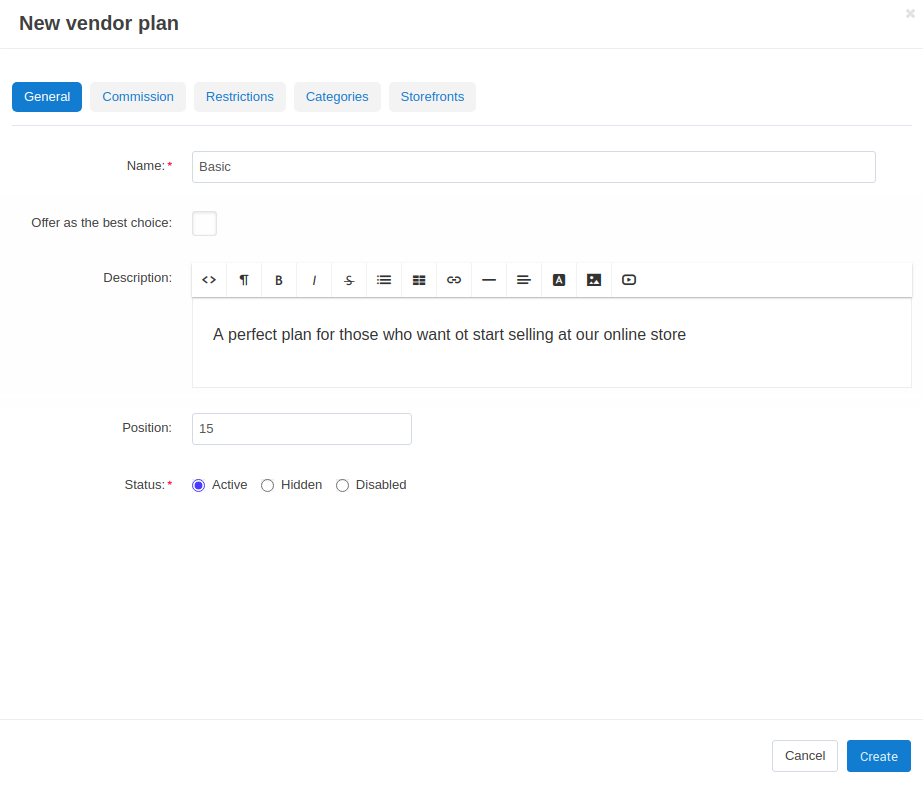 New vendor plan
General Commission Restrictions Categories Storefronts
Name:* Basic
Offer as the best choice:
Description:
A perfect plan for those who want ot start selling at our online store
Position: 15
Status:* Active Hidden Disabled
Cancel Create